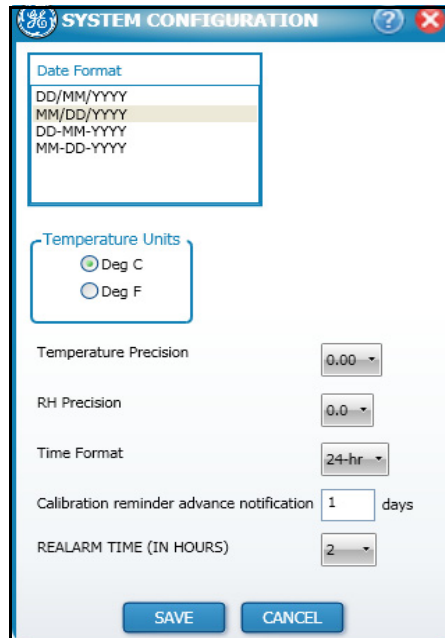 SYSTEM CONFIGURATION ?
Date Format
DD/MM/YYYY
MM/DD/YYYY
DD-MM-YYYY
MM-DD-YYYY
Temperature Units
Deg C
Deg F
Temperature Precision 0.00
RH Precision 0.0
Time Format 24-hr
Calibration reminder advance notification 1 days
REALARM TIME (IN HOURS) 2
SAVE CANCEL